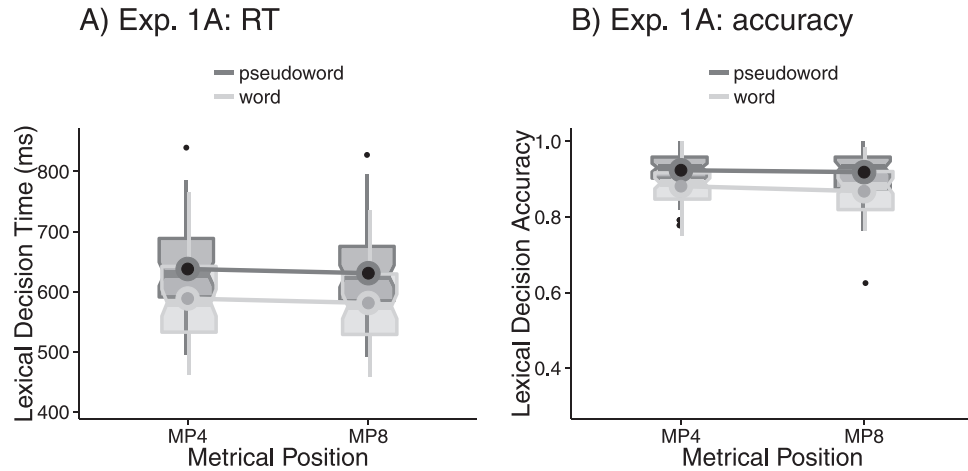 A) Exp. 1A: RT
pseudoword
word
Lexical Decision Time (ms)
800
700
600
500
400
MP4 MP8
Metrical Position
B) Exp. 1A: accuracy
pseudoword
word
Lexical Decision Accuracy
1.0
0.8
0.6
0.4
MP4 MP8
Metrical Position